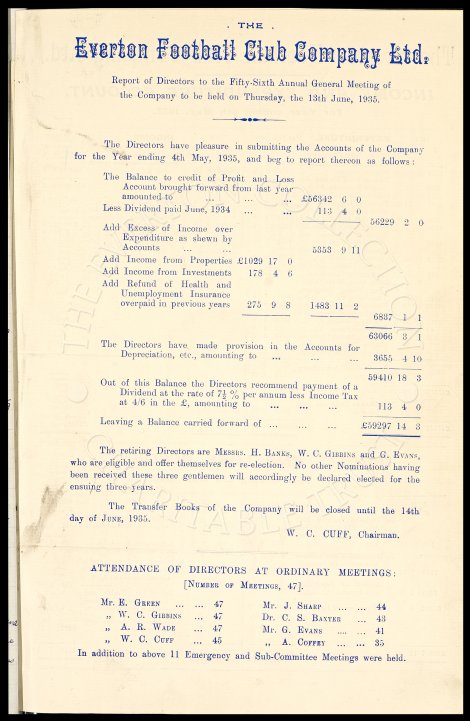 . THE .
Everton Football Club Company Ltd.
Report of Directors to the Fifty-Sixth Annual General Meeting of
the Company to be held on Thursday, the 13th June, 1935.
The Directors have pleasure in submitting the Accounts of the Company
for the Year ending 4th May, 1935, and beg to report thereon as follows :
The Balance to credit of Profit and Loss
Account brought forward from last year
amounted to ... ... ... £56342 6 0
Less Dividend paid June, 1934 ... ... 113 4 0
56229 2 0
Add Excess of Income over
Expenditure as shewn by
Accounts ... ... 5353 9 11
Add Income from Properties £1029 17 0
Add Income from Investments 178 4 6
Add Refund of Health and
Unemployment Insurance
overpaid in previous years 275 9 8 1483 11 2
6837 1 1
63066 3 1
The Directors have made provision in the Accounts for
Depreciation, etc., amounting to ... ... ... 3655 4 10
59410 18 3
Out of this Balance the Directors recommend payment of a
Dividend at the rate of 7½ % per annum less Income Tax
at 4/6 in the £, amounting to ... ... ... 113 4 0
Leaving a Balance carried forward of ... ... ... £59297 14 3
The retiring Directors are Messrs. H. Banks, W. C. Gibbins and G. Evans,
who are eligible and offer themselves for re-election. No other Nominations having
been received these three gentlemen will accordingly be declared elected for the
ensuing three years.
The Transfer Books of the Company will be closed until the 14th
day of June, 1935.
W. C. CUFF, Chairman.
ATTENDANCE OF DIRECTORS AT ORDINARY MEETINGS:
[Number of Meetings, 47].
Mr. E. Green ... ... 47 Mr. J. Sharp ... ... 44
„ W. C. Gibbins ... 47 Dr. C. S. Baxter ... 43
„ A. R. Wade ... 47 Mr. G. Evans ... ... 41
„ W. C. Cuff ... 45 „ A. Coffey ... ... 35
In addition to above 11 Emergency and Sub-Committee Meetings were held.